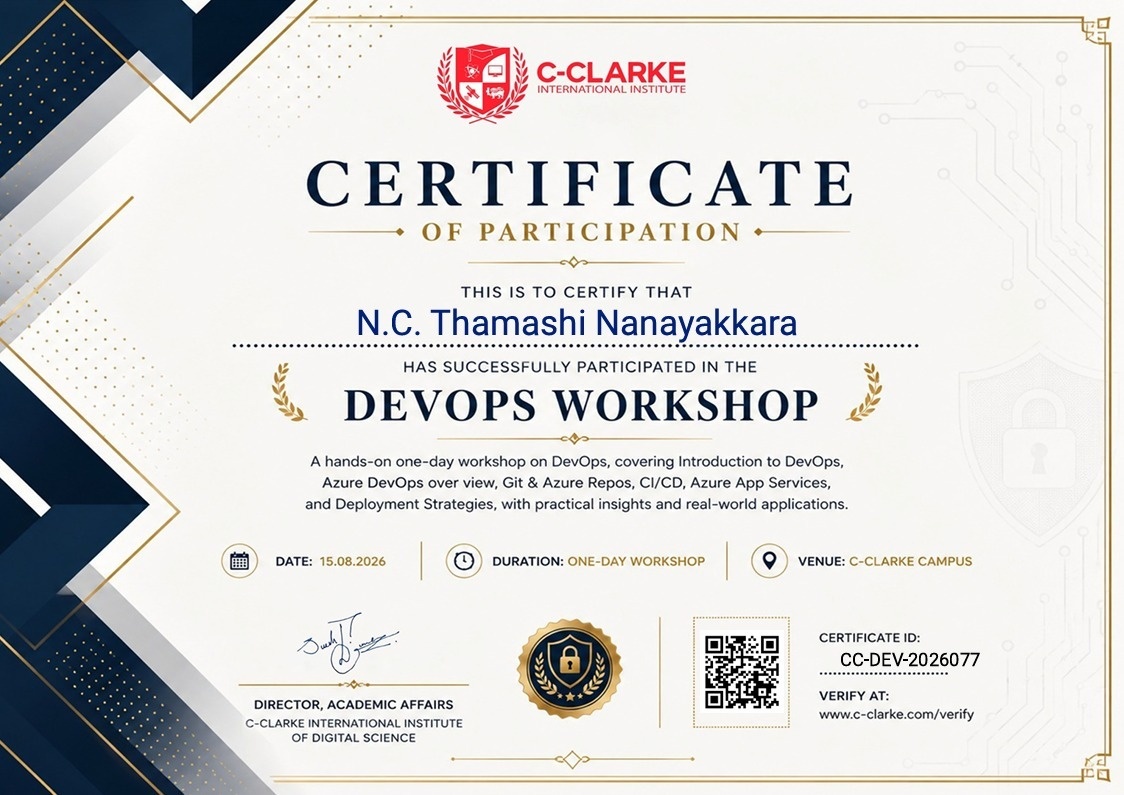 C-CLARKE
INTERNATIONAL INSTITUTE
CERTIFICATE
OF PARTICIPATION
THIS IS TO CERTIFY THAT
N.C. Thamashi Nanayakkara
HAS SUCCESSFULLY PARTICIPATED IN THE
DEVOPS WORKSHOP
A hands-on one-day workshop on DevOps, covering Introduction to DevOps,
Azure DevOps over view, Git & Azure Repos, CI/CD, Azure App Services,
and Deployment Strategies, with practical insights and real-world applications.
DATE: 15.08.2026
DURATION: ONE-DAY WORKSHOP
VENUE: C-CLARKE CAMPUS
DIRECTOR, ACADEMIC AFFAIRS
C-CLARKE INTERNATIONAL INSTITUTE
OF DIGITAL SCIENCE
CERTIFICATE ID:
CC-DEV-2026077
VERIFY AT:
www.c-clarke.com/verify